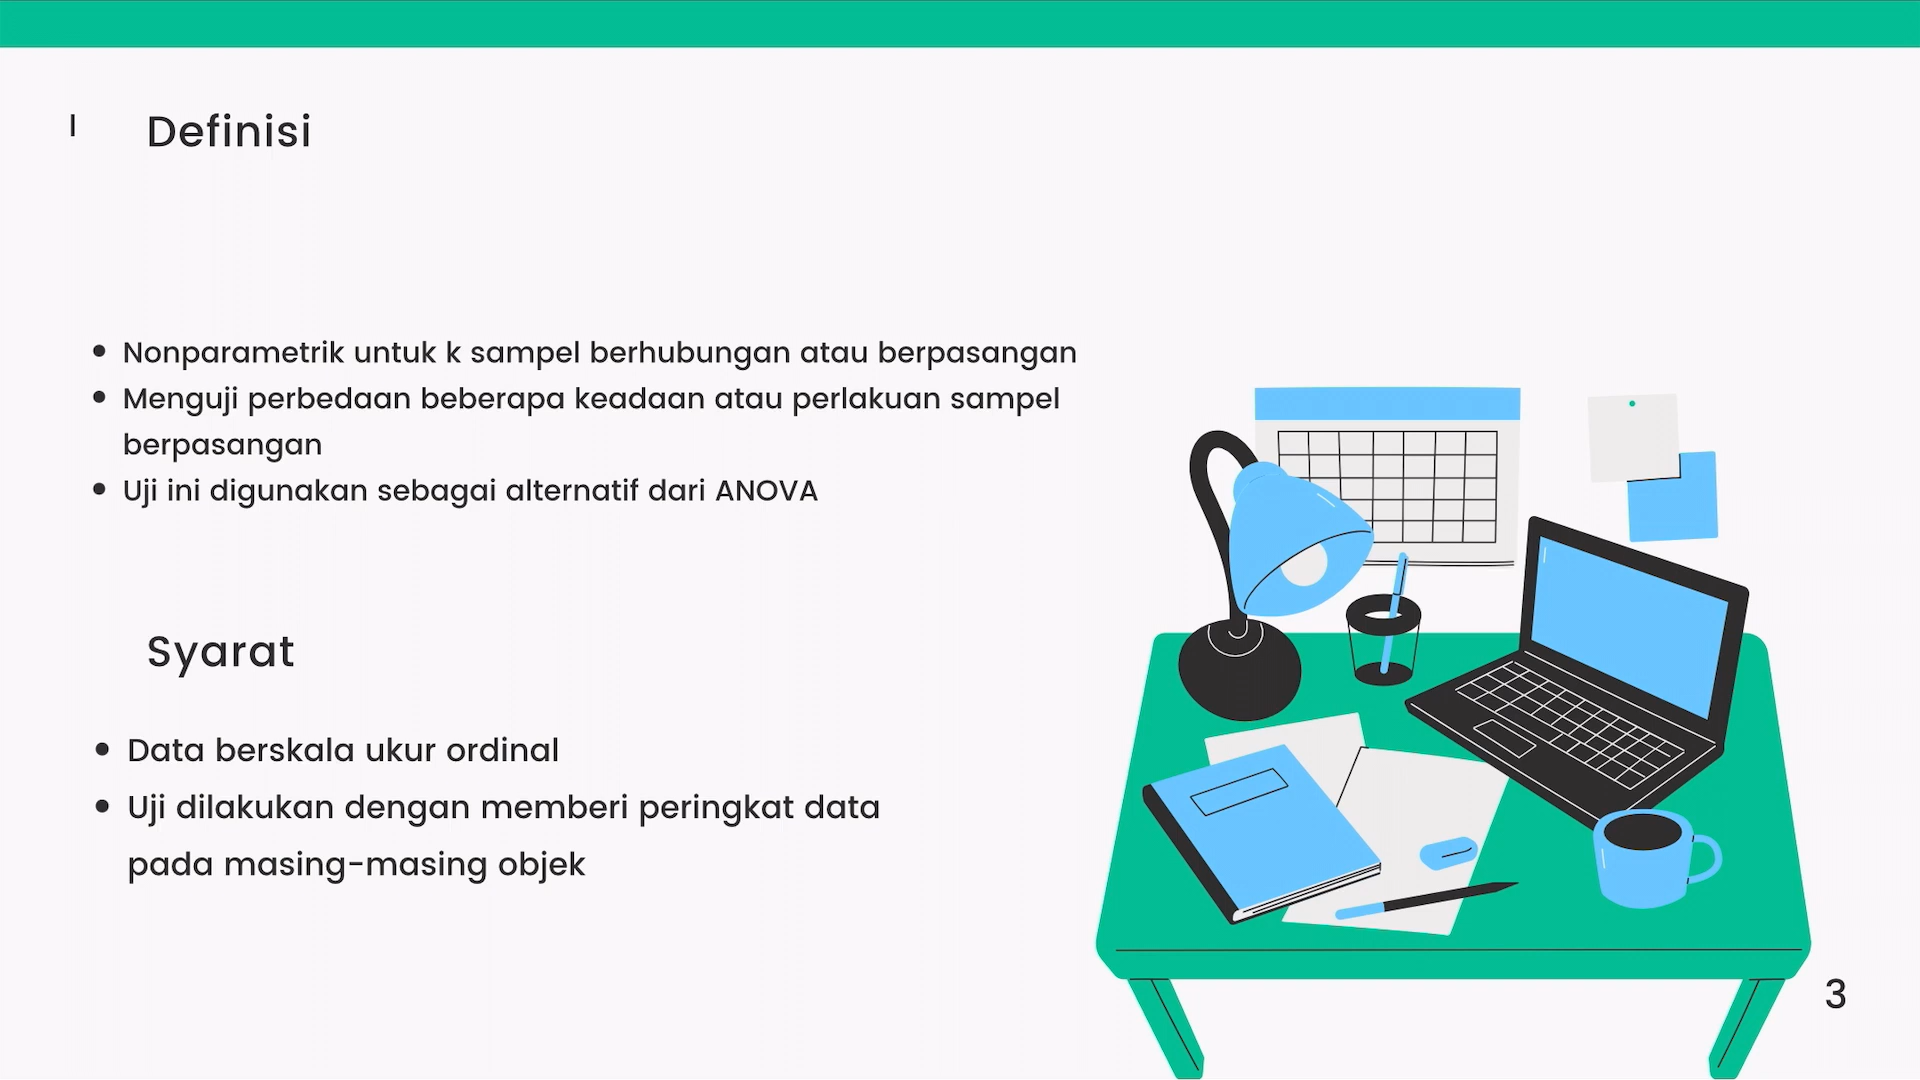 I
Definisi
• Nonparametrik untuk k sampel berhubungan atau berpasangan
• Menguji perbedaan beberapa keadaan atau perlakuan sampel
berpasangan
• Uji ini digunakan sebagai alternatif dari ANOVA
Syarat
• Data berskala ukur ordinal
• Uji dilakukan dengan memberi peringkat data
pada masing-masing objek
3